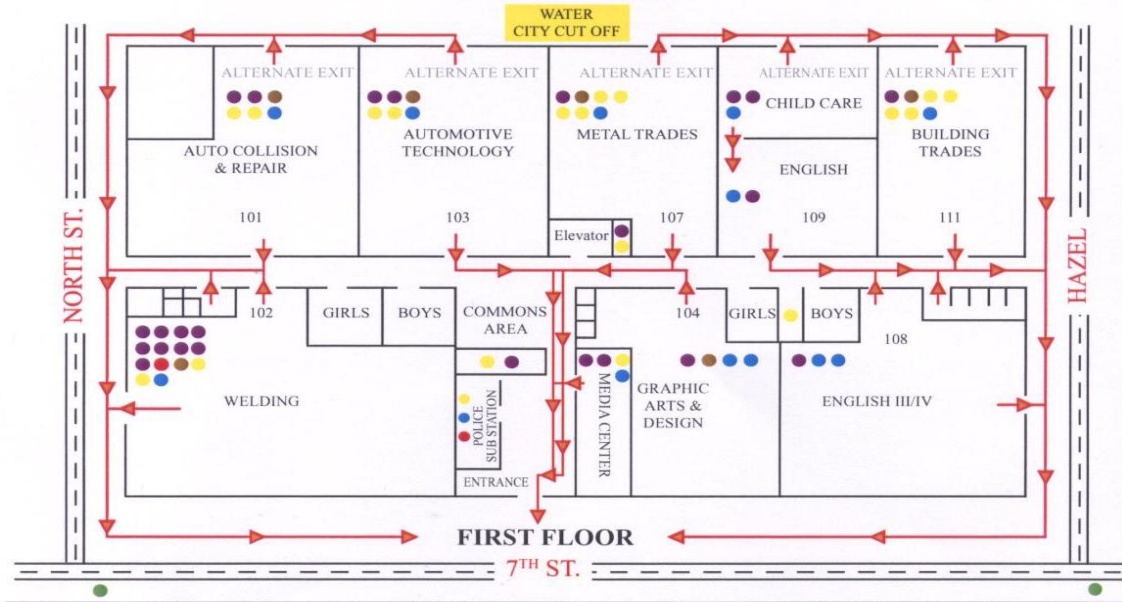 WATER
CITY CUT OFF
ALTERNATE EXIT
ALTERNATE EXIT
ALTERNATE EXIT
ALTERNATE EXIT
ALTERNATE EXIT
AUTO COLLISION
& REPAIR
101
AUTOMOTIVE
TECHNOLOGY
103
METAL TRADES
Elevator
107
CHILD CARE
ENGLISH
109
BUILDING
TRADES
111
NORTH ST.
HAZEL
102
GIRLS
BOYS
COMMONS
AREA
104
GIRLS
BOYS
108
WELDING
POLICE
SUB STATION
ENTRANCE
MEDIA CENTER
GRAPHIC
ARTS &
DESIGN
ENGLISH III/IV
FIRST FLOOR
7TH ST.